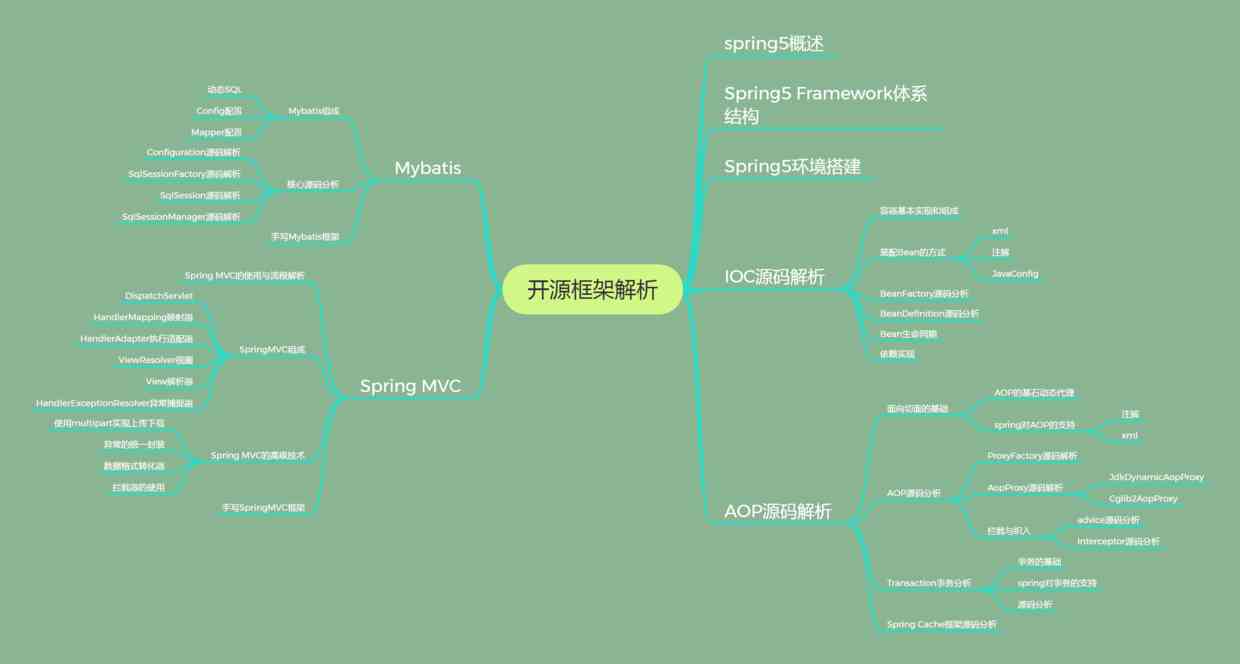 开源框架解析
spring5概述
Spring5 Framework体系
结构
Spring5环境搭建
IOC源码解析
容器基本实现和组成
装配Bean的方式
xml
注解
JavaConfig
BeanFactory源码分析
BeanDefinition源码分析
Bean生命周期
依赖实现
AOP源码解析
面向切面的基础
AOP的基石动态代理
spring对AOP的支持
注解
xml
AOP源码分析
ProxyFactory源码解析
AopProxy源码解析
JdkDynamicAopProxy
Cglib2AopProxy
拦截与织入
advice源码分析
Interceptor源码分析
Transaction事务分析
事务的基础
spring对事务的支持
源码分析
Spring Cache框架源码分析
Mybatis
Mybatis组成
动态SQL
Config配置
Mapper配置
核心源码分析
Configuration源码解析
SqlSessionFactory源码解析
SqlSession源码解析
SqlSessionManager源码解析
手写Mybatis框架
Spring MVC
Spring MVC的使用与流程解析
SpringMVC组成
DispatchServlet
HandlerMapping映射器
HandlerAdapter执行适配器
ViewResolver视图
View解析器
HandlerExceptionResolver异常捕捉器
Spring MVC的高级技术
使用multipart实现上传下载
异常的统一封装
数据格式转化器
拦截器的使用
手写SpringMVC框架